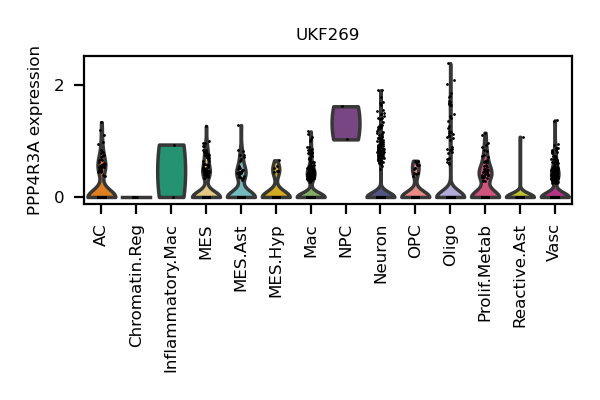 UKF269
PPP4R3A expression
2
0
AC
Chromatin.Reg
Inflammatory.Mac
MES
MES.Ast
MES.Hyp
Mac
NPC
Neuron
OPC
Oligo
Prolif.Metab
Reactive.Ast
Vasc